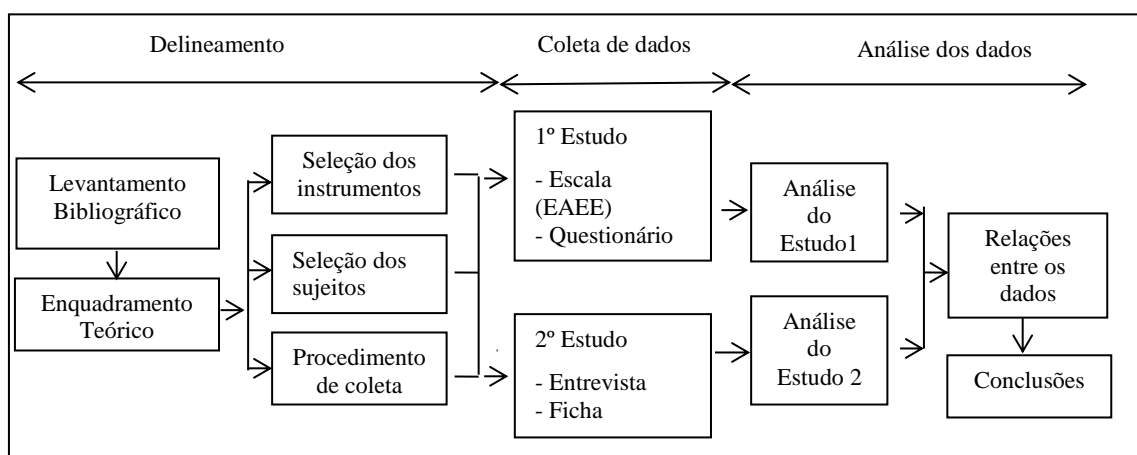 Delineamento
Coleta de dados
Análise dos dados
Levantamento
Bibliográfico
Enquadramento
Teórico
Seleção dos
instrumentos
Seleção dos
sujeitos
Procedimento
de coleta
1º Estudo
- Escala
(EAEE)
- Questionário
2º Estudo
- Entrevista
- Ficha
Análise
do
Estudo1
Análise
do
Estudo 2
Relações
entre os
dados
Conclusões